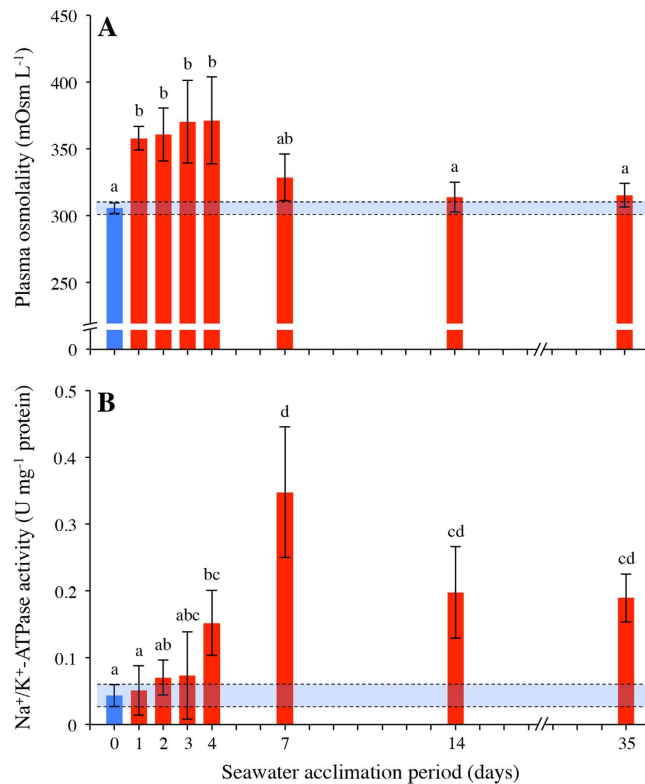 A
Plasma osmolality (mOsm L-1)
450
400
350
300
250
0
a
b
b
b
b
ab
a
a
B
Na+/K+-ATPase activity (U mg-1 protein)
0.5
0.4
0.3
0.2
0.1
0
a
a
ab
abc
bc
d
cd
cd
0 1 2 3 4 7 14 35
Seawater acclimation period (days)